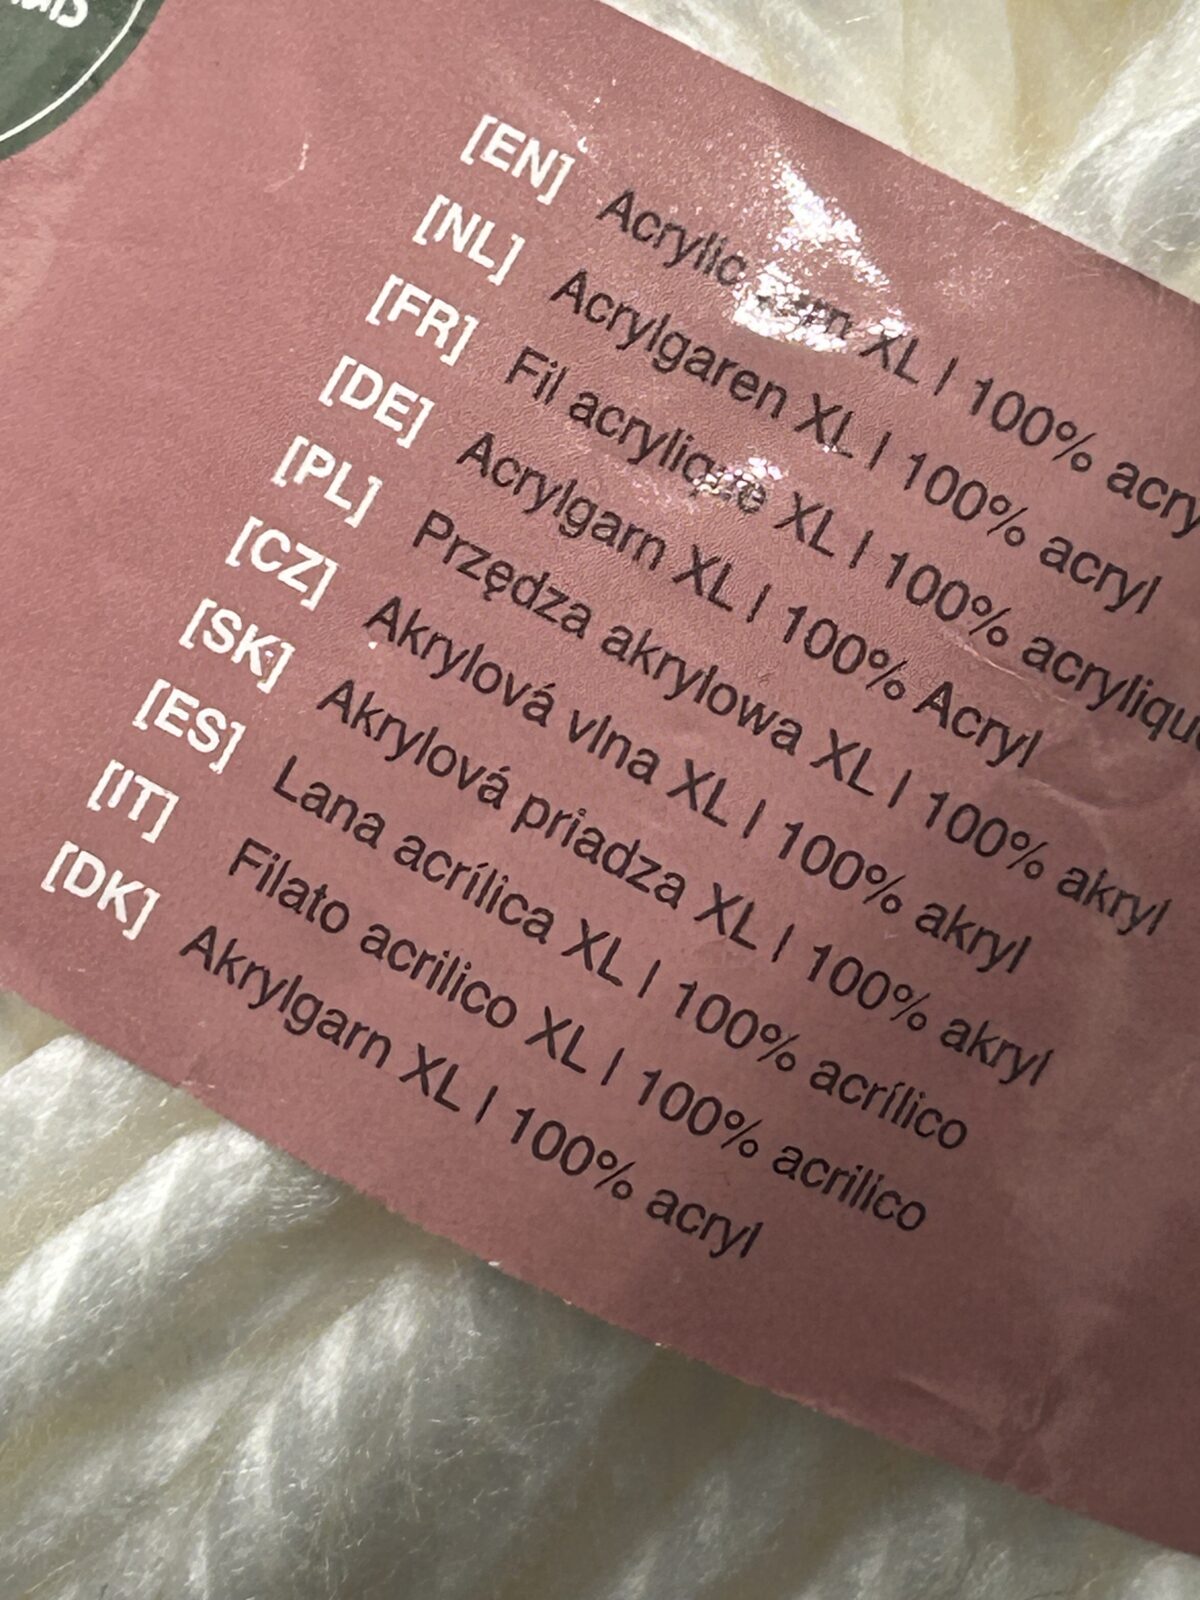 [EN] Acrylic XL | 100%
[NL] Acrylgaren XL | 100% acryl
[FR] Fil acrylique XL | 100% acrylique
[DE] Acrylgarn XL | 100% Acryl
[PL] Przędza akrylowa XL | 100% akryl
[CZ] Akrylová vlna XL | 100% akryl
[SK] Akrylová priadza XL | 100% akryl
[ES] Lana acrílica XL | 100% acrílico
[IT] Filato acrilico XL | 100% acrilico
[DK] Akrylgarn XL | 100% acryl